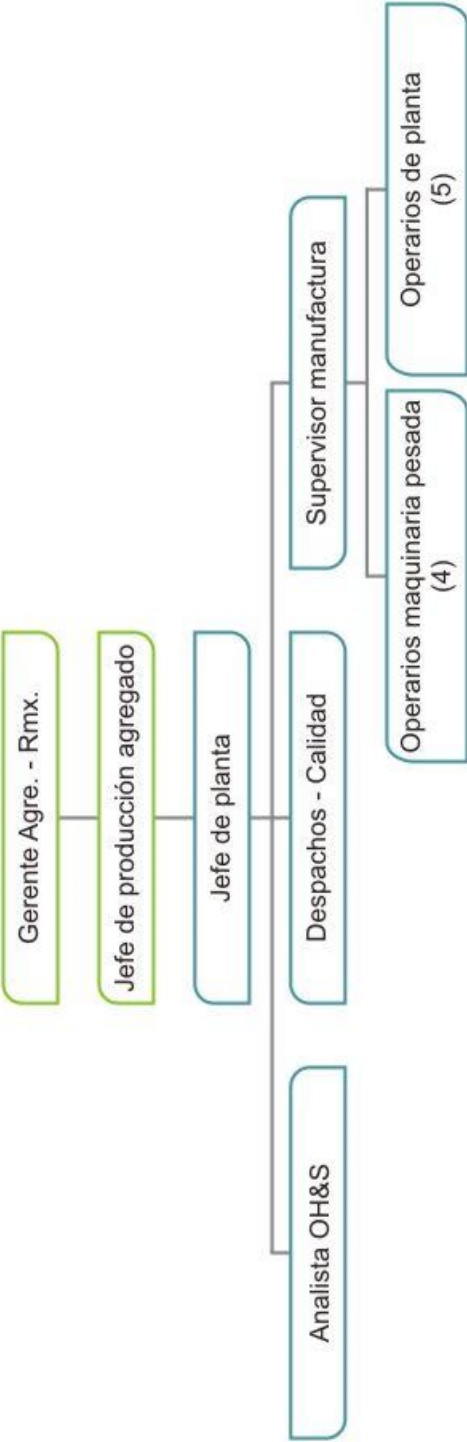 Gerente Agre. - Rmx.
Jefe de producción agregado
Jefe de planta
Analista OH&S
Despachos - Calidad
Supervisor manufactura
Operarios maquinaria pesada
(4)
Operarios de planta
(5)